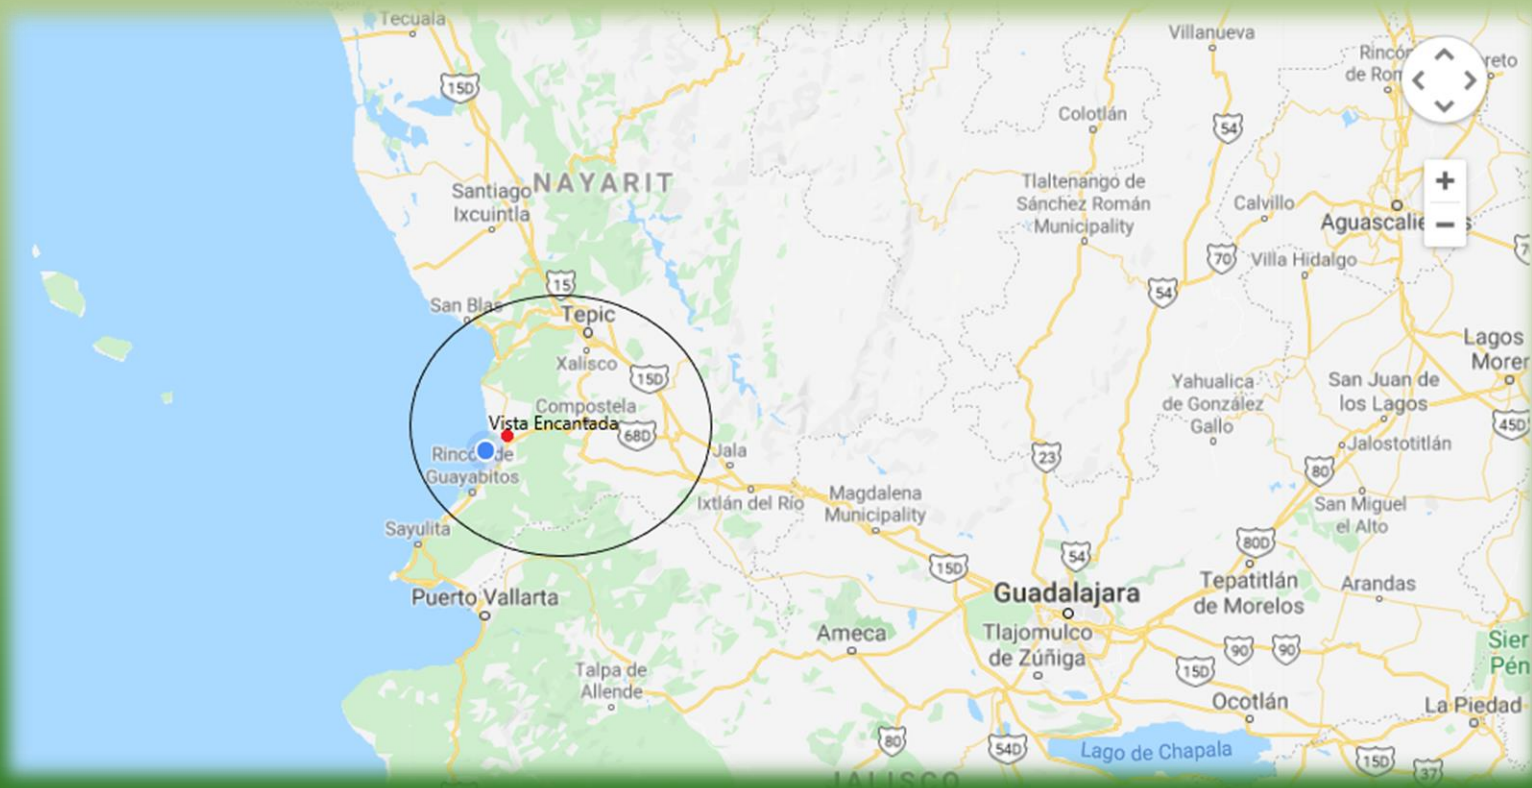 Tecuala
Villanueva
Rincón
de Rom
reto
15D
Colotlán
54
NAYARIT
Santiago
Ixcuintla
Tlaltenango de
Sánchez Román
Municipality
Calvillo
Aguascalie
s
70
Villa Hidalgo
15
54
San Blas
Tepic
Lagos
Morer
Xalisco
15D
Yahualica
de González
Gallo
San Juan de
los Lagos
Compostela
Vista Encantada
68D
45D
Jalostotitlán
Rincón de
Guayabitos
Jala
23
80
Ixtlán del Río
Magdalena
Municipality
San Miguel
el Alto
Sayulita
15D
54
80D
Puerto Vallarta
Guadalajara
Tepatitlán
de Morelos
Arandas
Ameca
Tlajomulco
de Zúñiga
90
90
Sier
Pén
15D
Talpa de
Allende
Ocotlán
La Piedad
80
54D
Lago de Chapala
15D
37
JALISCO